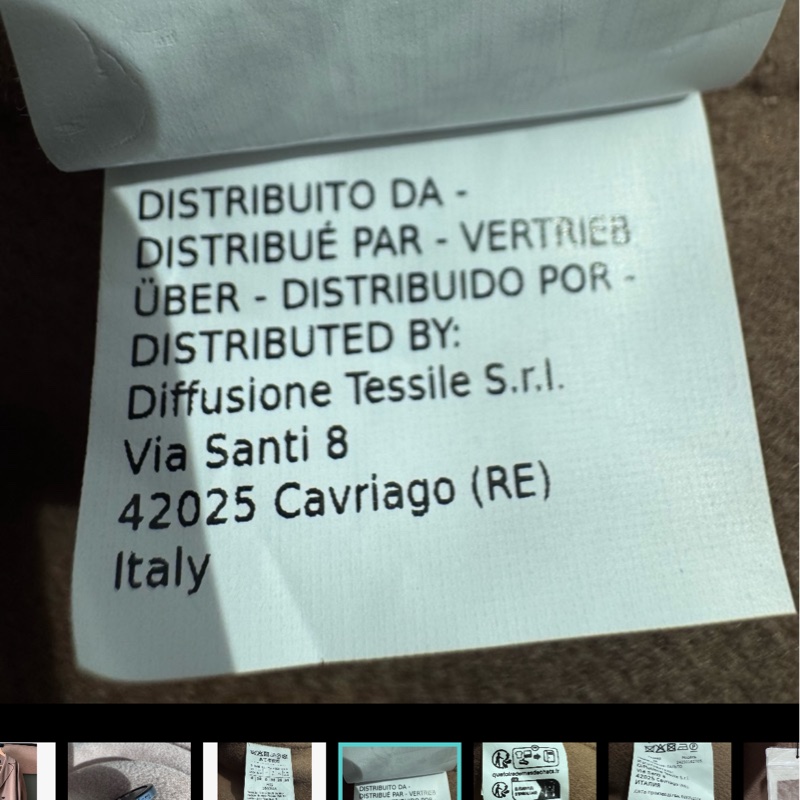 DISTRIBUITO DA -
DISTRIBUÉ PAR - VERTRIEB
ÜBER - DISTRIBUIDO POR -
DISTRIBUTED BY:
Diffusione Tessile S.r.l.
Via Santi 8
42025 Cavriago (RE)
Italy